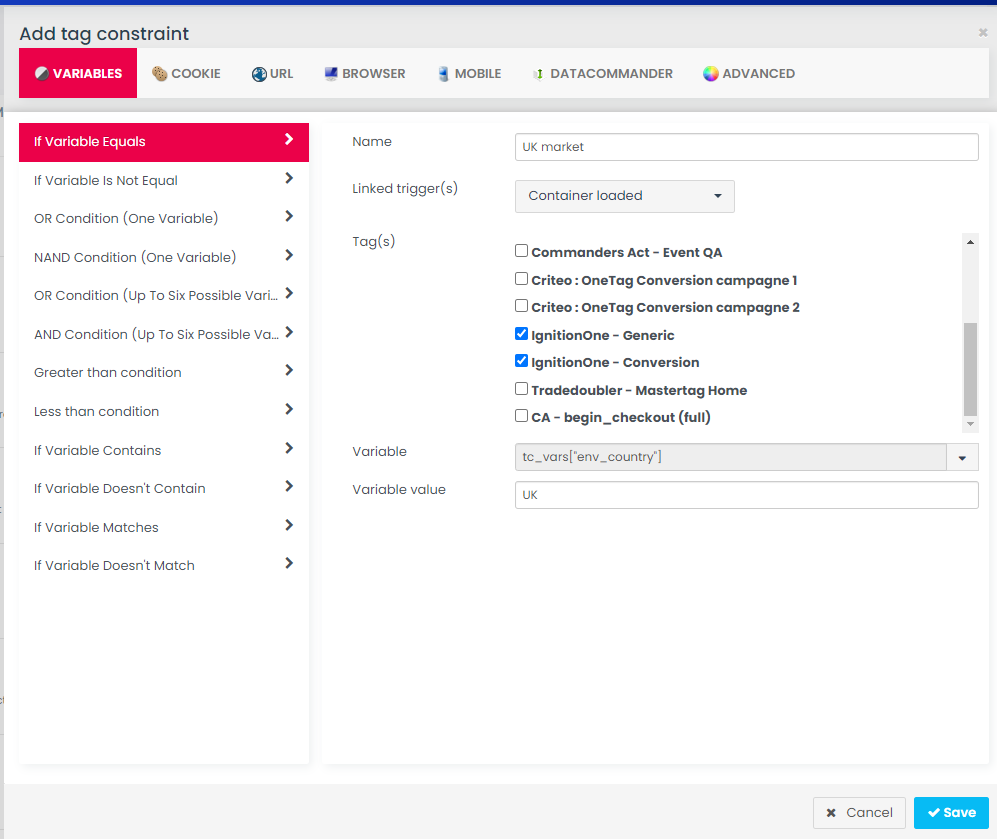 Add tag constraint
VARIABLES
COOKIE
URL
BROWSER
MOBILE
DATACOMMANDER
ADVANCED
If Variable Equals
If Variable Is Not Equal
OR Condition (One Variable)
NAND Condition (One Variable)
OR Condition (Up To Six Possible Vari...
AND Condition (Up To Six Possible Va...
Greater than condition
Less than condition
If Variable Contains
If Variable Doesn't Contain
If Variable Matches
If Variable Doesn't Match
Name
UK market
Linked trigger(s)
Container loaded
Tag(s)
Commanders Act - Event QA
Criteo : OneTag Conversion campagne 1
Criteo : OneTag Conversion campagne 2
IgnitionOne - Generic
IgnitionOne - Conversion
Tradedoubler - Mastertag Home
CA - begin_checkout (full)
Variable
tc_vars["env_country"]
Variable value
UK
Cancel
Save